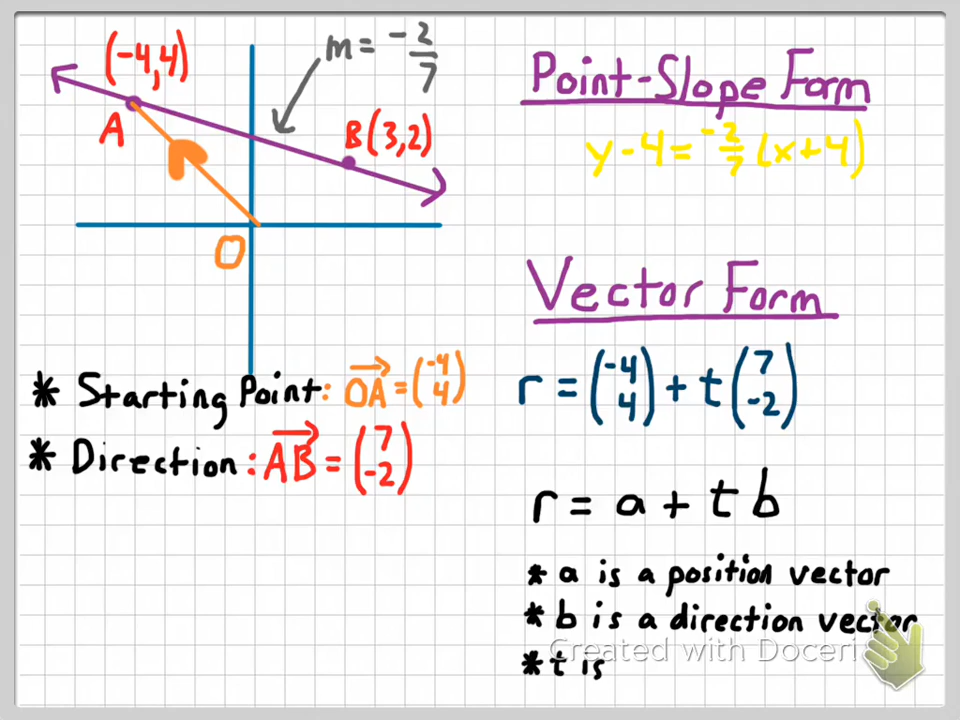 (-4,4)
m = -2/7
A
B(3,2)
O
Point-Slope Form
y-4 = -2/7 (x+4)
Vector Form
* Starting Point: OA = (-4 4)
* Direction: AB = (7 -2)
r = (-4 4) + t (7 -2)
r = a + t b
* a is a position vector
* b is a direction vector
Created with Doceri
* t is